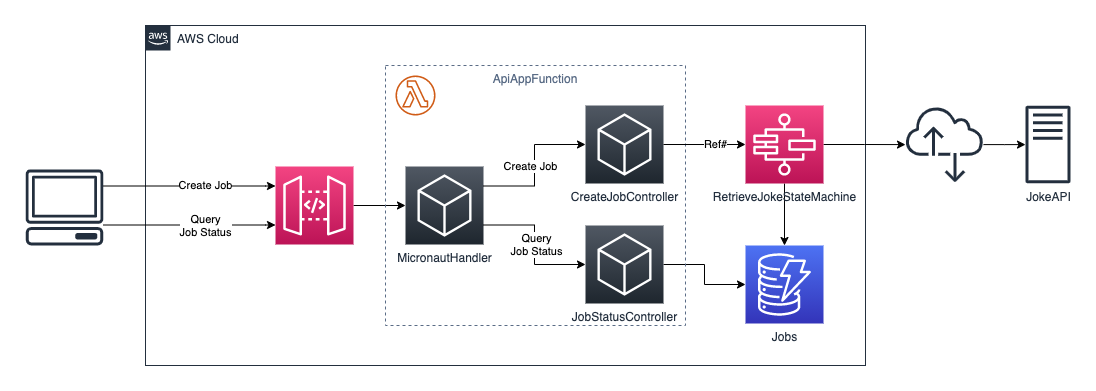 aws
AWS Cloud
ApiAppFunction
Create Job
Query
Job Status
</>
MicronautHandler
Create Job
Query
Job Status
CreateJobController
JobStatusController
Ref#
RetrieveJokeStateMachine
Jobs
JokeAPI